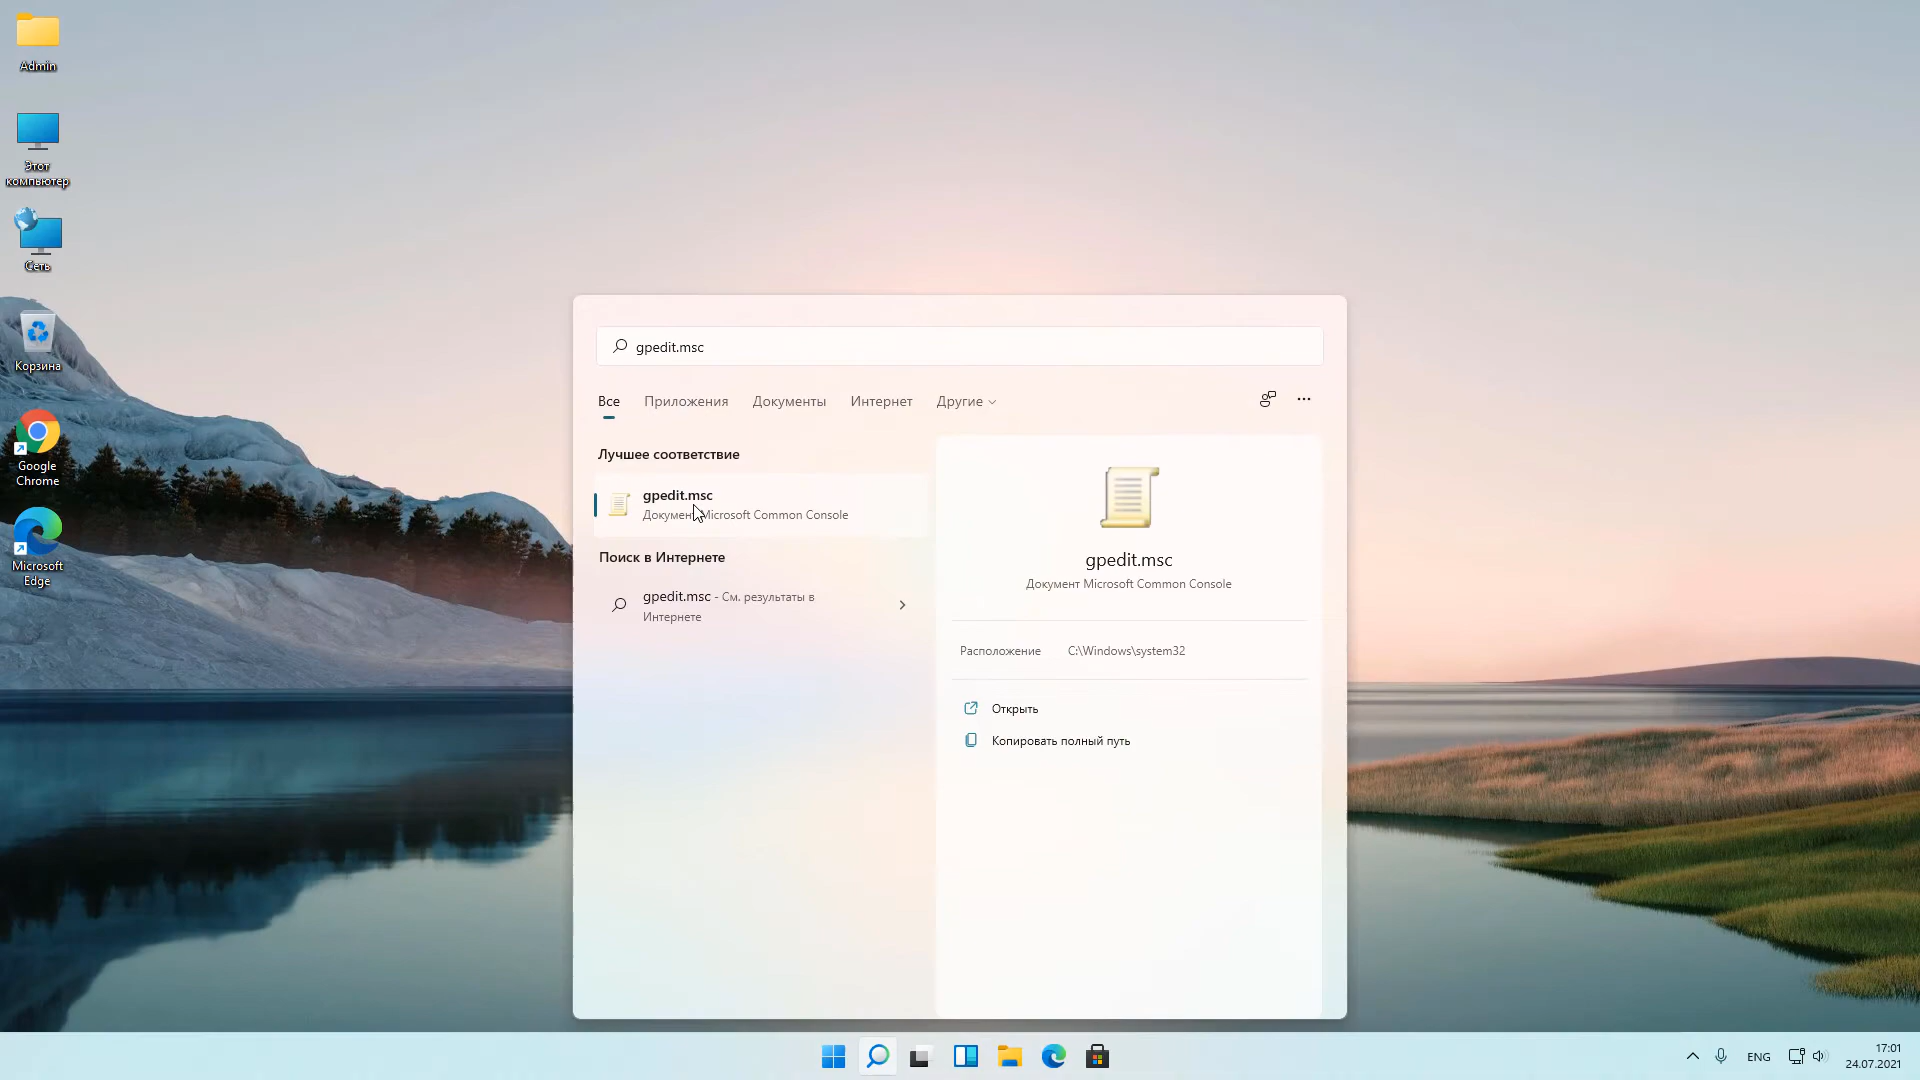 Admin
Этот
компьютер
Сеть
Корзина
Google
Chrome
Microsoft
Edge
gpedit.msc
Все
Приложения
Документы
Интернет
Другие
Лучшее соответствие
gpedit.msc
Документ Microsoft Common Console
Поиск в Интернете
gpedit.msc - См. результаты в
Интернете
gpedit.msc
Документ Microsoft Common Console
Расположение
C:\Windows\system32
Открыть
Копировать полный путь
ENG
17:01
24.07.2021